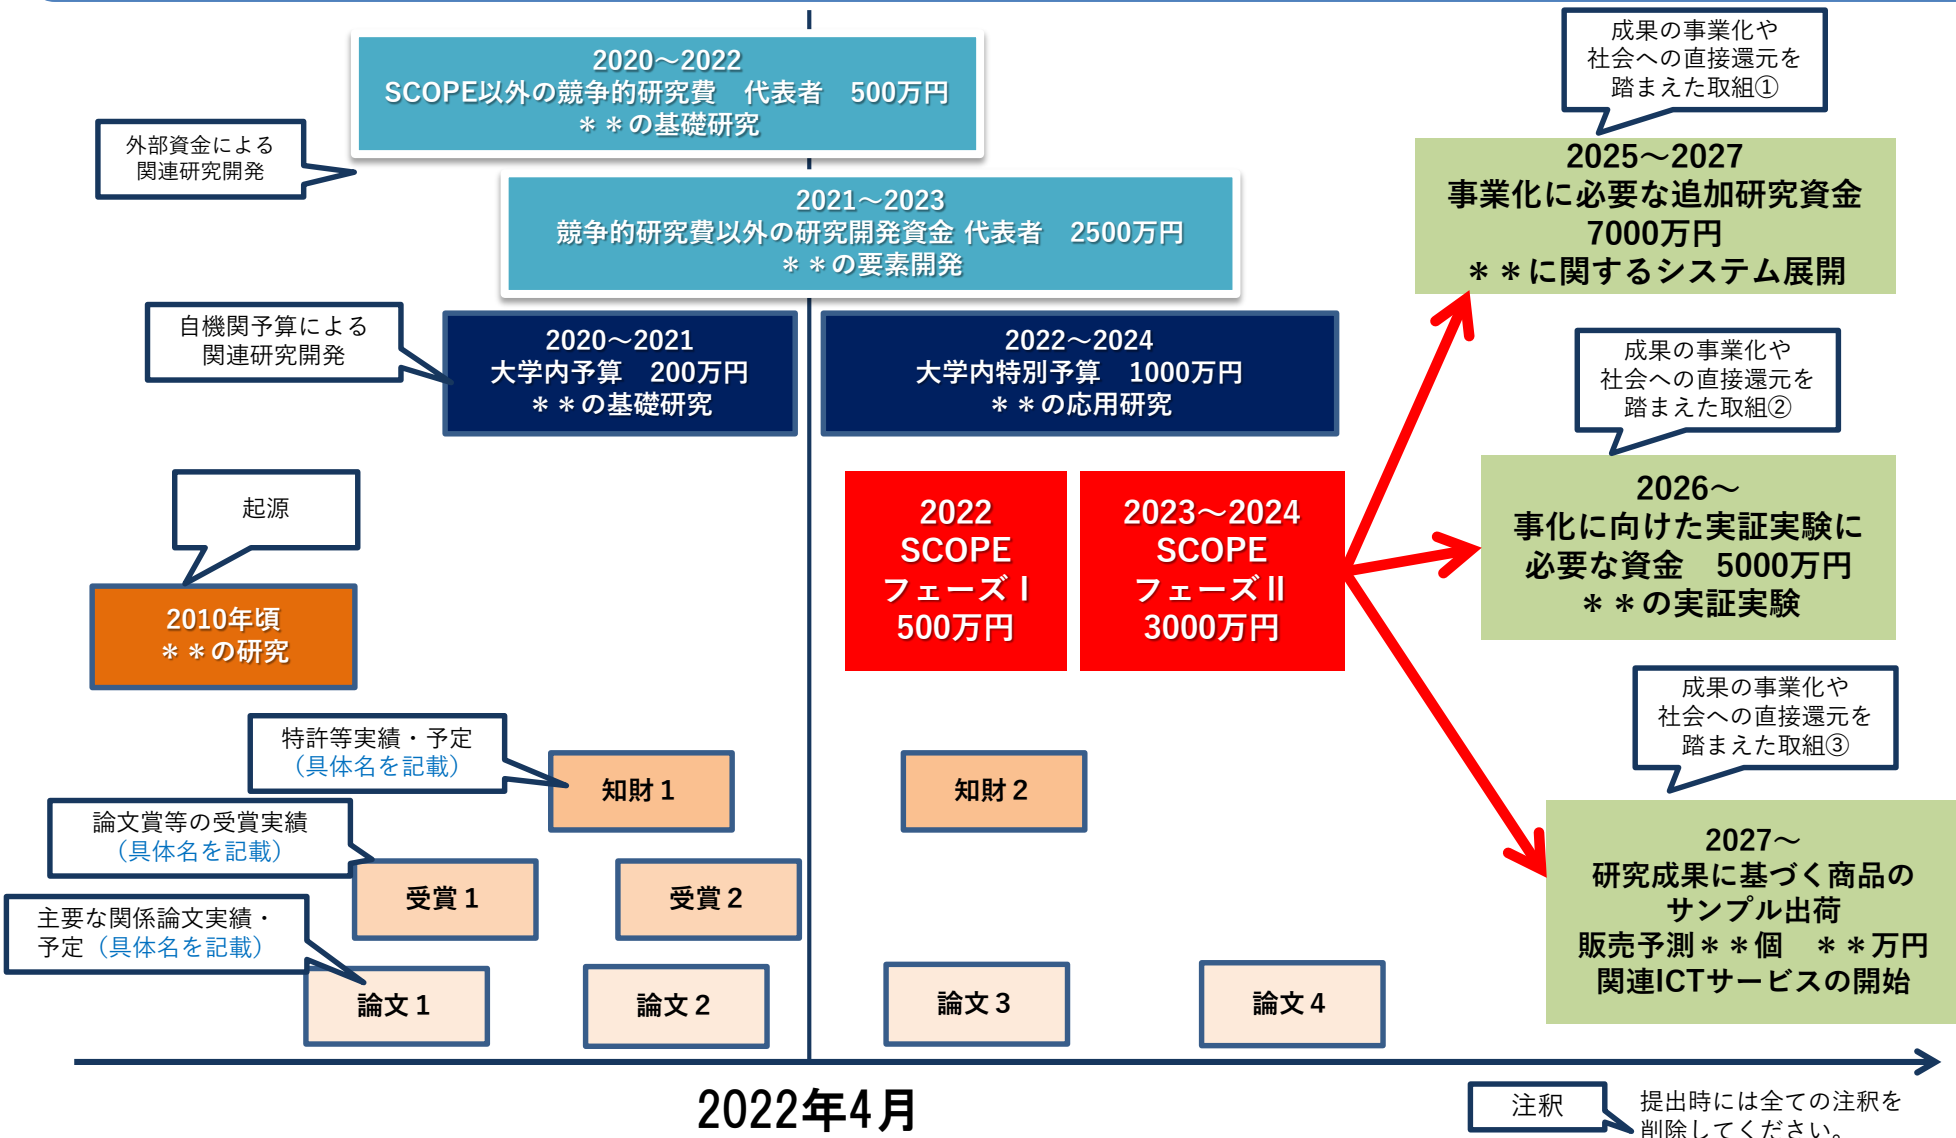 成果の事業化や
社会への直接還元を
踏まえた取組①
2020～2022
SCOPE以外の競争的研究費　代表者　500万円
＊＊の基礎研究
外部資金による
関連研究開発
2025～2027
事業化に必要な追加研究資金
7000万円
＊＊に関するシステム展開
2021～2023
競争的研究費以外の研究開発資金 代表者　2500万円
＊＊の要素開発
自機関予算による
関連研究開発
2020～2021
大学内予算　200万円
＊＊の基礎研究
2022～2024
大学内特別予算　1000万円
＊＊の応用研究
成果の事業化や
社会への直接還元を
踏まえた取組②
起源
2010年頃
＊＊の研究
2022
SCOPE
フェーズⅠ
500万円
2023～2024
SCOPE
フェーズⅡ
3000万円
2026～
事化に向けた実証実験に
必要な資金　5000万円
＊＊の実証実験
成果の事業化や
社会への直接還元を
踏まえた取組③
特許等実績・予定
（具体名を記載）
知財１
知財２
論文賞等の受賞実績
（具体名を記載）
受賞１
受賞２
主要な関係論文実績・
予定（具体名を記載）
論文１
論文２
論文３
論文４
2027～
研究成果に基づく商品の
サンプル出荷
販売予測＊＊個　＊＊万円
関連ICTサービスの開始
2022年4月
注釈
提出時には全ての注釈を
削除してください。